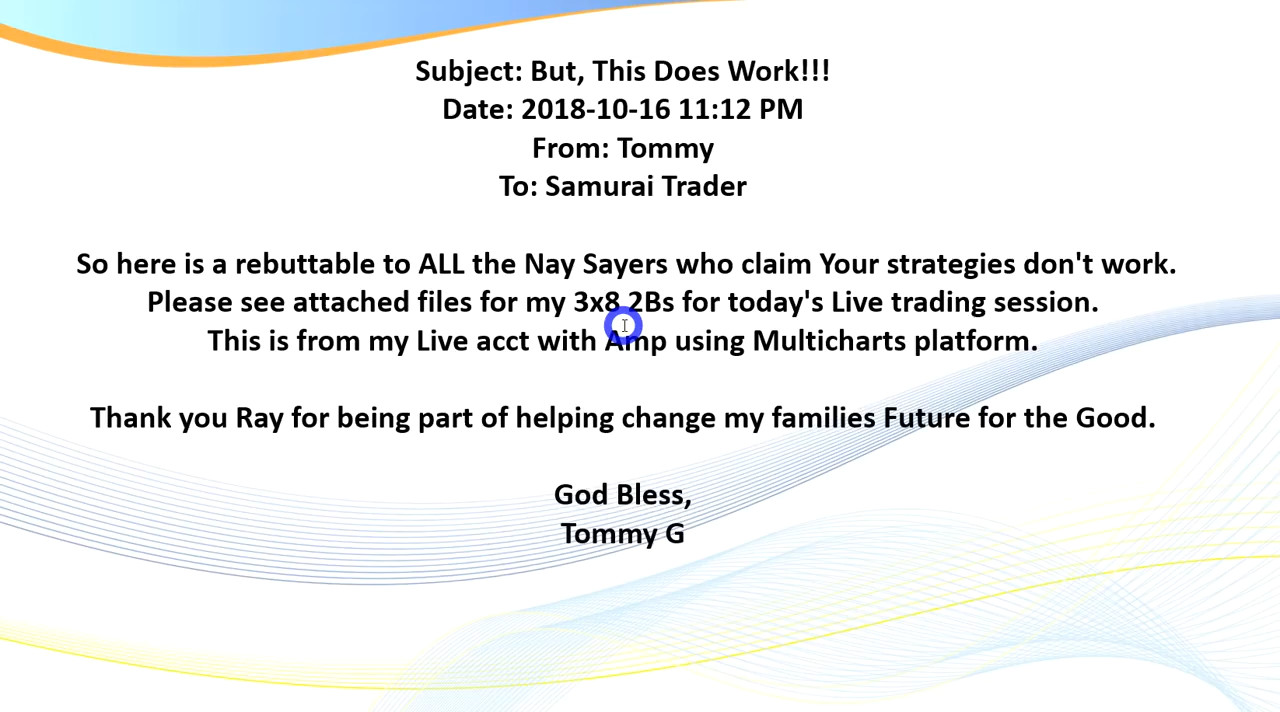 Subject: But, This Does Work!!!
Date: 2018-10-16 11:12 PM
From: Tommy
To: Samurai Trader
So here is a rebuttable to ALL the Nay Sayers who claim Your strategies don't work.
Please see attached files for my 3x8 2Bs for today's Live trading session.
This is from my Live acct with Amp using Multicharts platform.
Thank you Ray for being part of helping change my families Future for the Good.
God Bless,
Tommy G